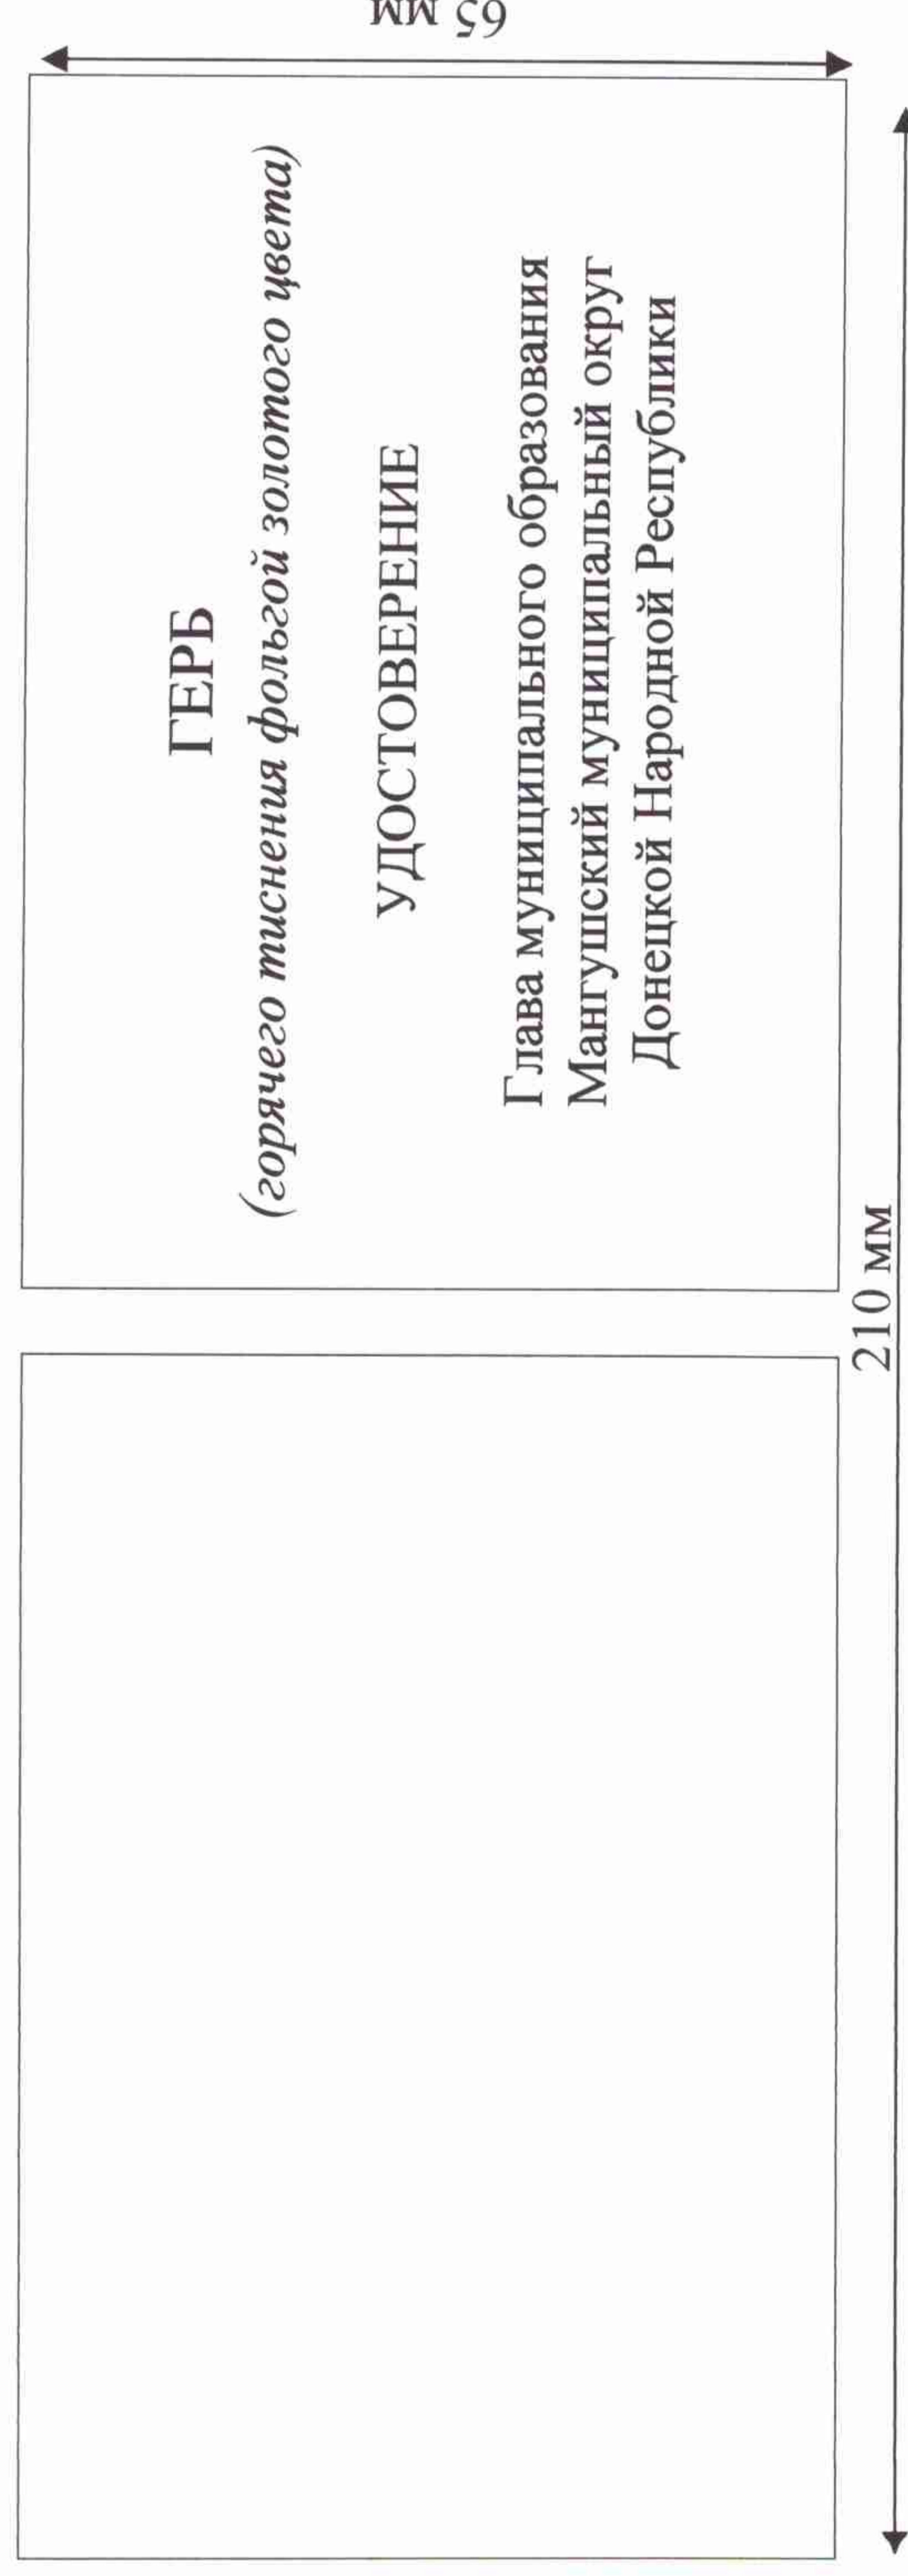 ГЕРБ
(горячего тиснения фольгой золотого цвета)
УДОСТОВЕРЕНИЕ
Глава муниципального образования
Мангушский муниципальный округ
Донецкой Народной Республики
65 мм
210 мм